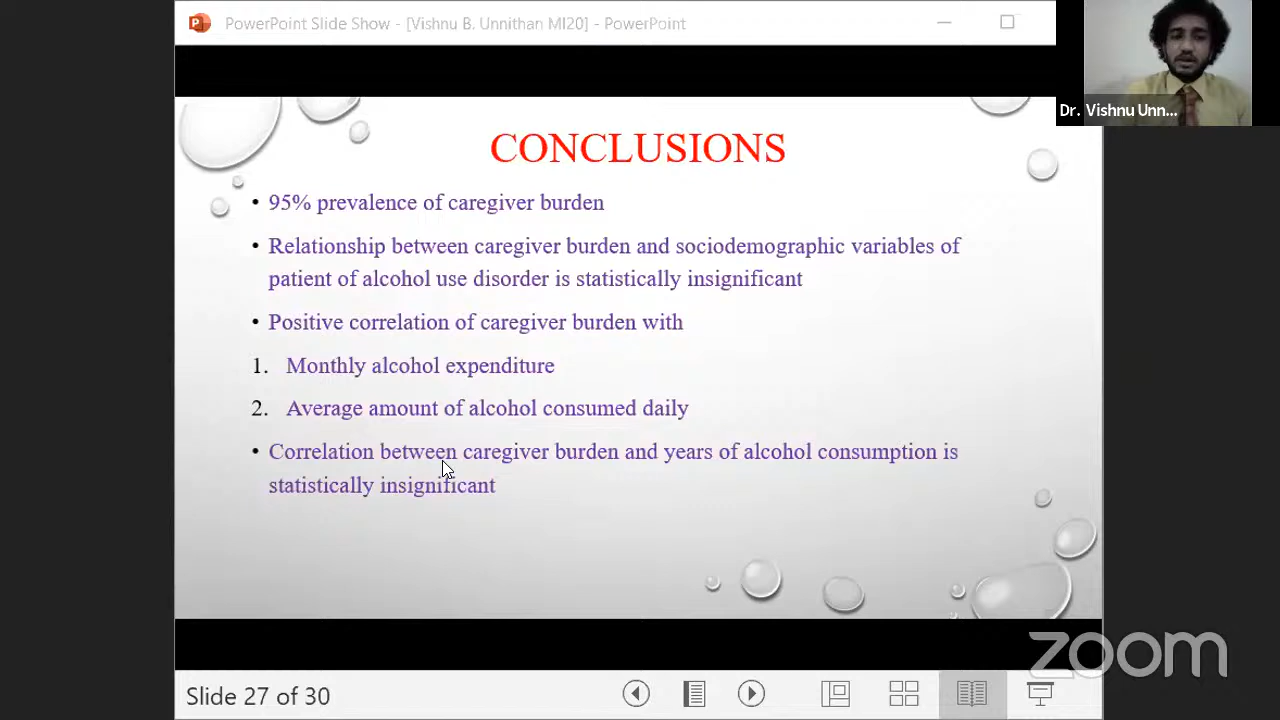 PowerPoint Slide Show - [Vishnu B. Unnithan MI20] - PowerPoint
Dr. Vishnu Unn...
CONCLUSIONS
• 95% prevalence of caregiver burden
• Relationship between caregiver burden and sociodemographic variables of
patient of alcohol use disorder is statistically insignificant
• Positive correlation of caregiver burden with
1. Monthly alcohol expenditure
2. Average amount of alcohol consumed daily
• Correlation between caregiver burden and years of alcohol consumption is
statistically insignificant
zoom
Slide 27 of 30